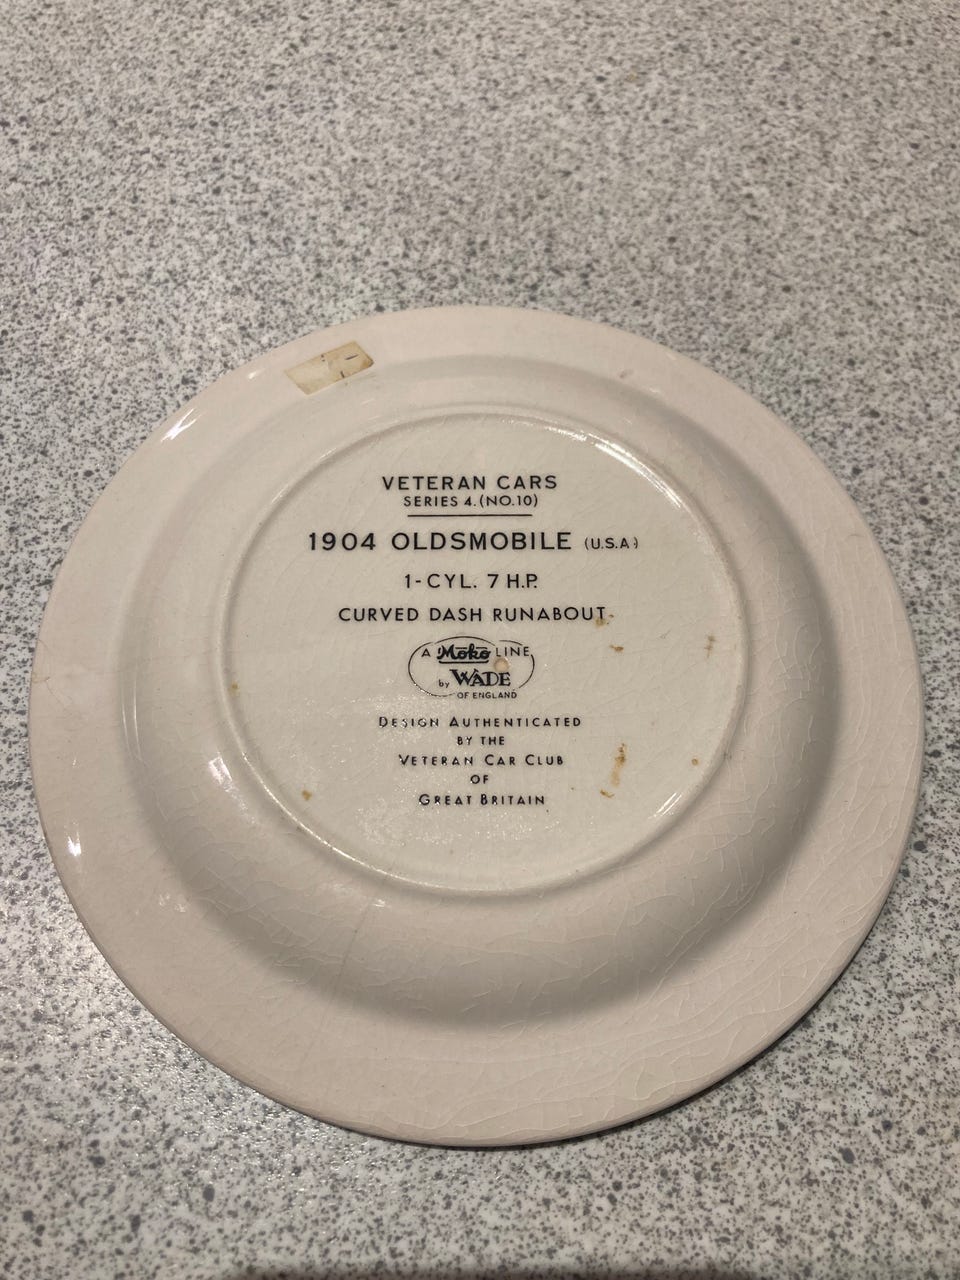 VETERAN CARS
SERIES 4.(NO.10)
1904 OLDSMOBILE (U.S.A)
1-CYL. 7 H.P.
CURVED DASH RUNABOUT
A Moko LINE
by WADE
OF ENGLAND
DESIGN AUTHENTICATED
BY THE
VETERAN CAR CLUB
OF
GREAT BRITAIN